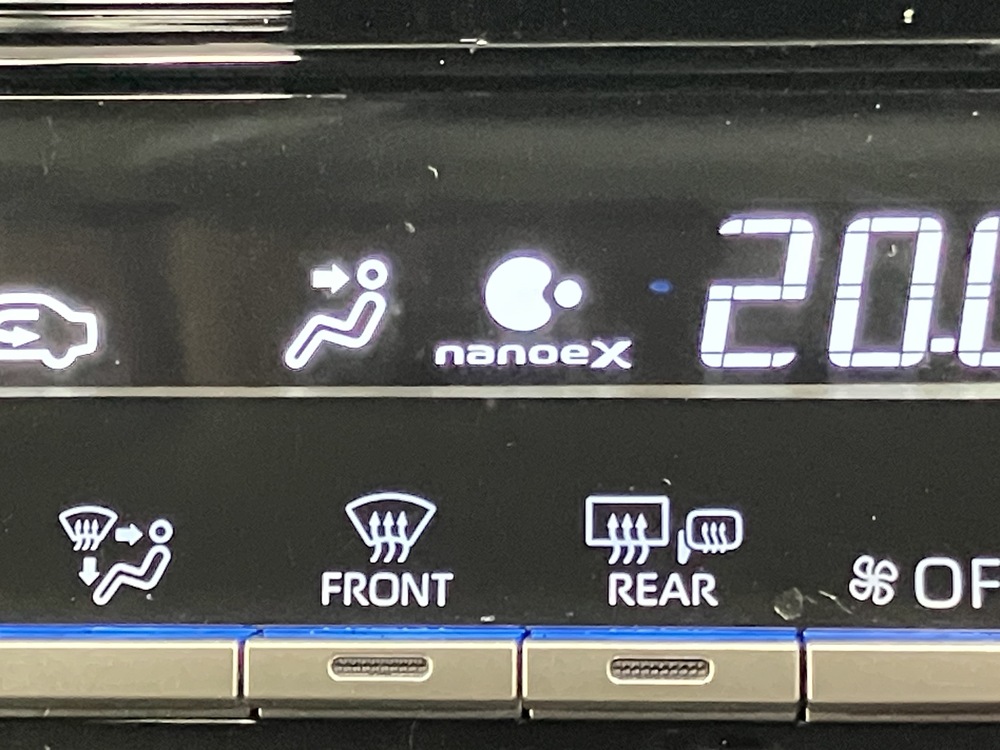 nanoeX
20.
FRONT
REAR
OF